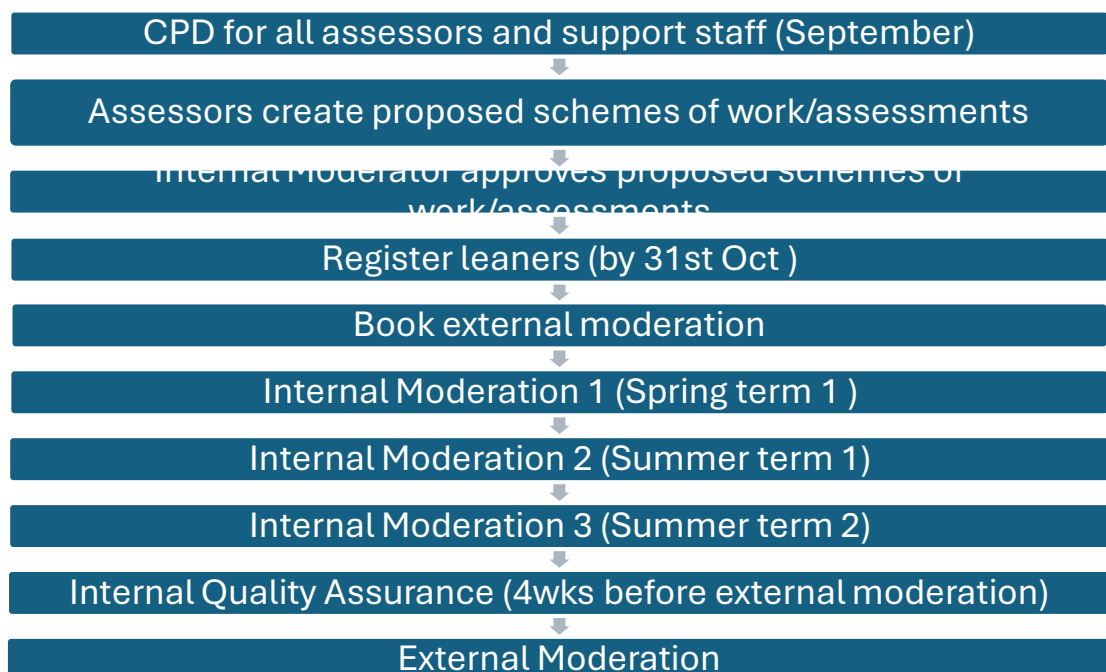 CPD for all assessors and support staff (September)
Assessors create proposed schemes of work/assessments
Internal Moderator approves proposed schemes of
work/assessments
Register leaners (by 31st Oct )
Book external moderation
Internal Moderation 1 (Spring term 1 )
Internal Moderation 2 (Summer term 1)
Internal Moderation 3 (Summer term 2)
Internal Quality Assurance (4wks before external moderation)
External Moderation